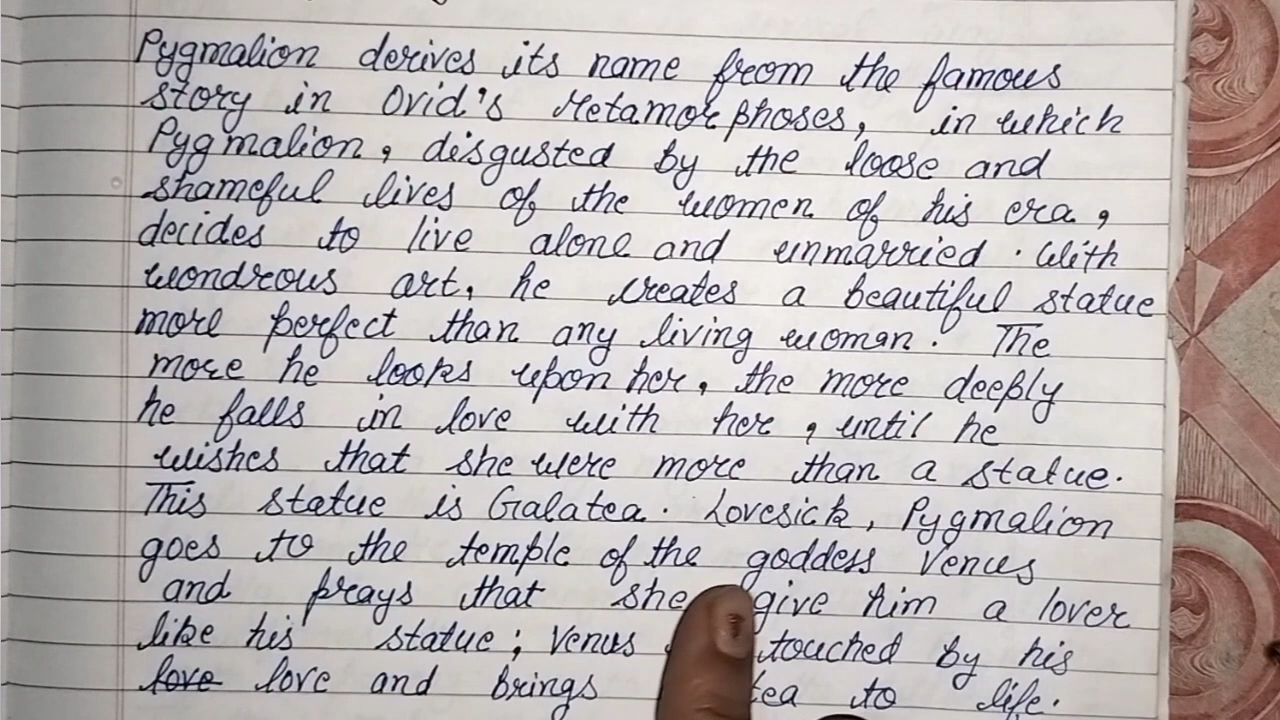 Pygmalion derives its name from the famous
story in Ovid's Metamorphoses, in which
Pygmalion, disgusted by the loose and
shameful lives of the women of his era,
decides to live alone and unmarried. With
wondrous art, he creates a beautiful statue
more perfect than any living woman. The
more he looks upon her, the more deeply
he falls in love with her, until he
wishes that she were more than a statue.
This statue is Galatea. Lovesick, Pygmalion
goes to the temple of the goddess Venus
and prays that she give him a lover
like his statue; Venus touched by his
love love and brings tea to life.